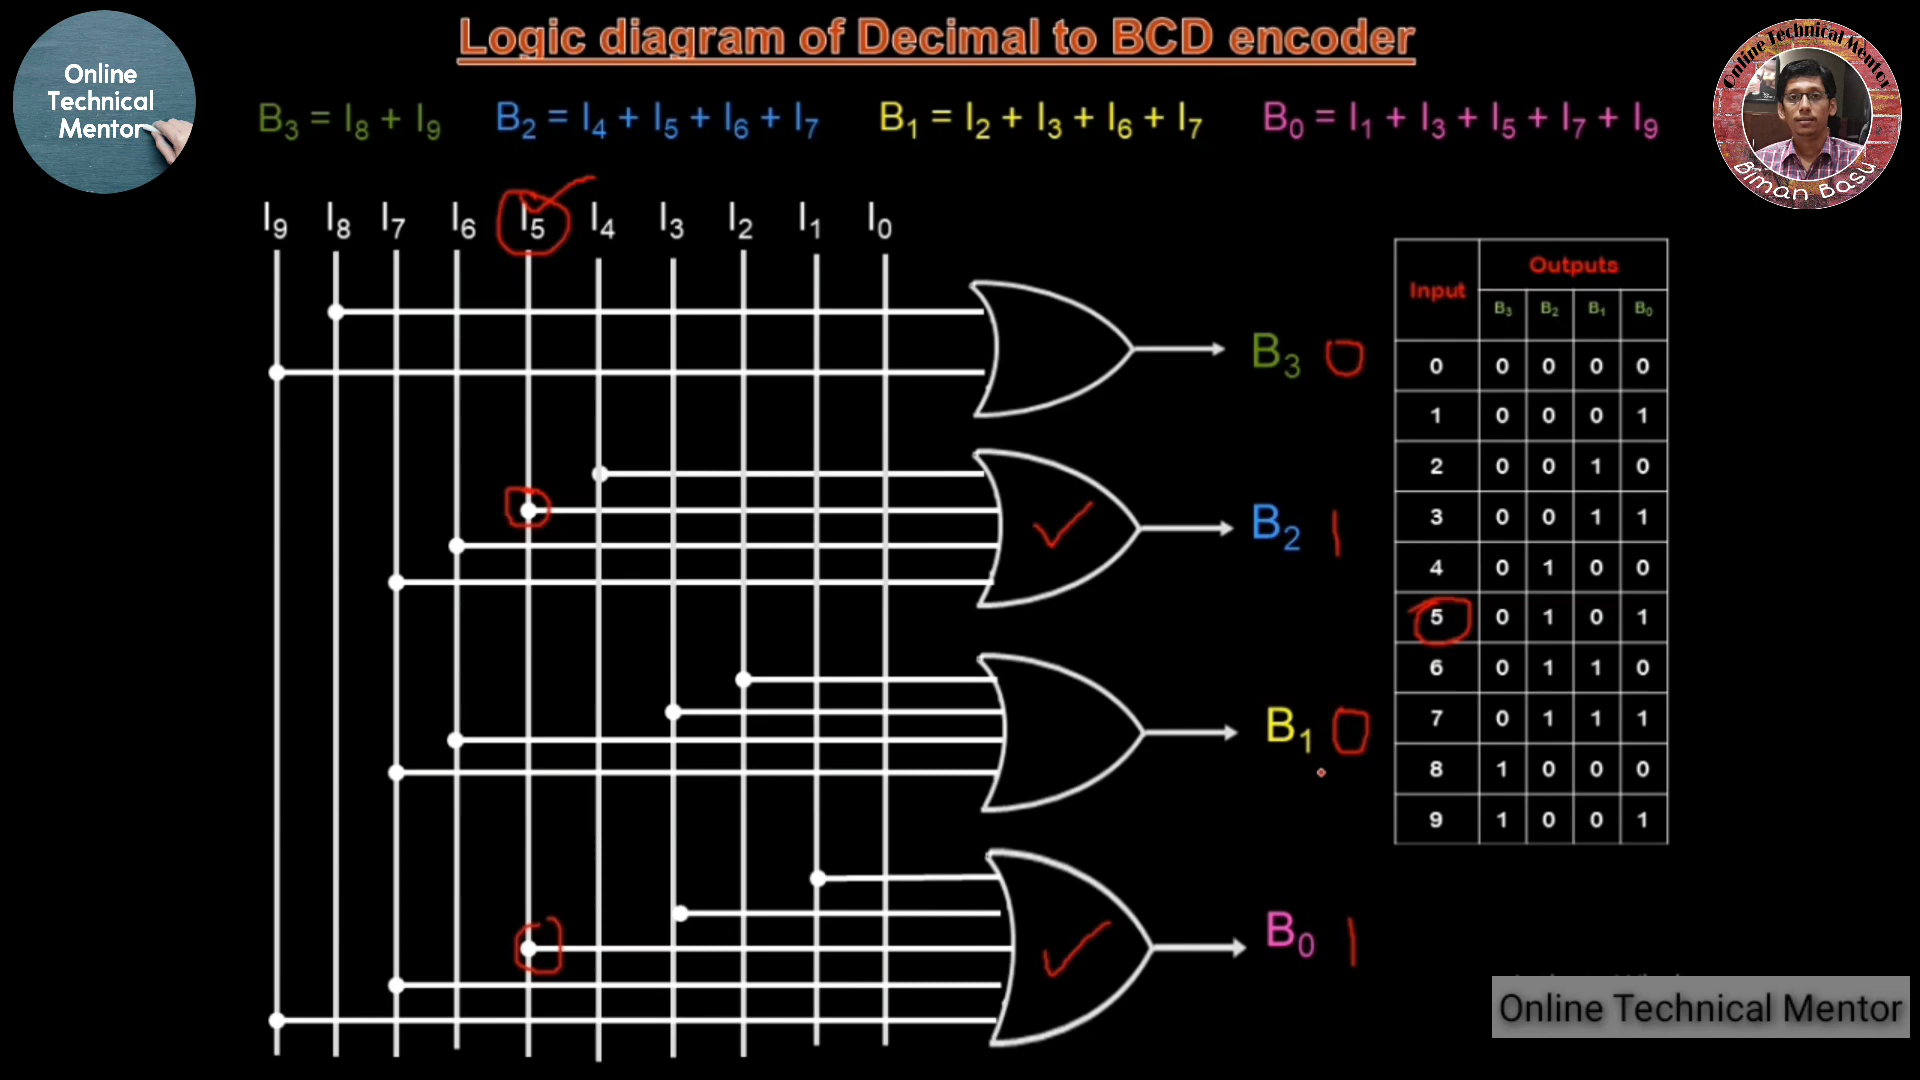 Logic diagram of Decimal to BCD encoder
Online
Technical
Mentor
Online Technical Mentor
Biman Basu
B₃ = I₈ + I₉
B₂ = I₄ + I₅ + I₆ + I₇
B₁ = I₂ + I₃ + I₆ + I₇
B₀ = I₁ + I₃ + I₅ + I₇ + I₉
I₉ I₈ I₇ I₆ I₅ I₄ I₃ I₂ I₁ I₀
B₃ 0
B₂ 1
B₁ 0
B₀ 1
Input Outputs
B₃ B₂ B₁ B₀
0 0 0 0 0
1 0 0 0 1
2 0 0 1 0
3 0 0 1 1
4 0 1 0 0
5 0 1 0 1
6 0 1 1 0
7 0 1 1 1
8 1 0 0 0
9 1 0 0 1
Online Technical Mentor